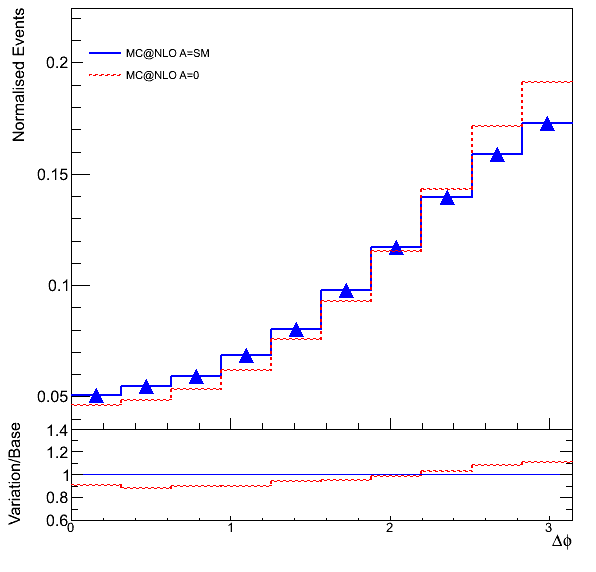 Normalised Events
MC@NLO A=SM
MC@NLO A=0
0.2
0.15
0.1
0.05
Variation/Base
1.4
1.2
1
0.8
0.6
0 1 2 3
Δϕ